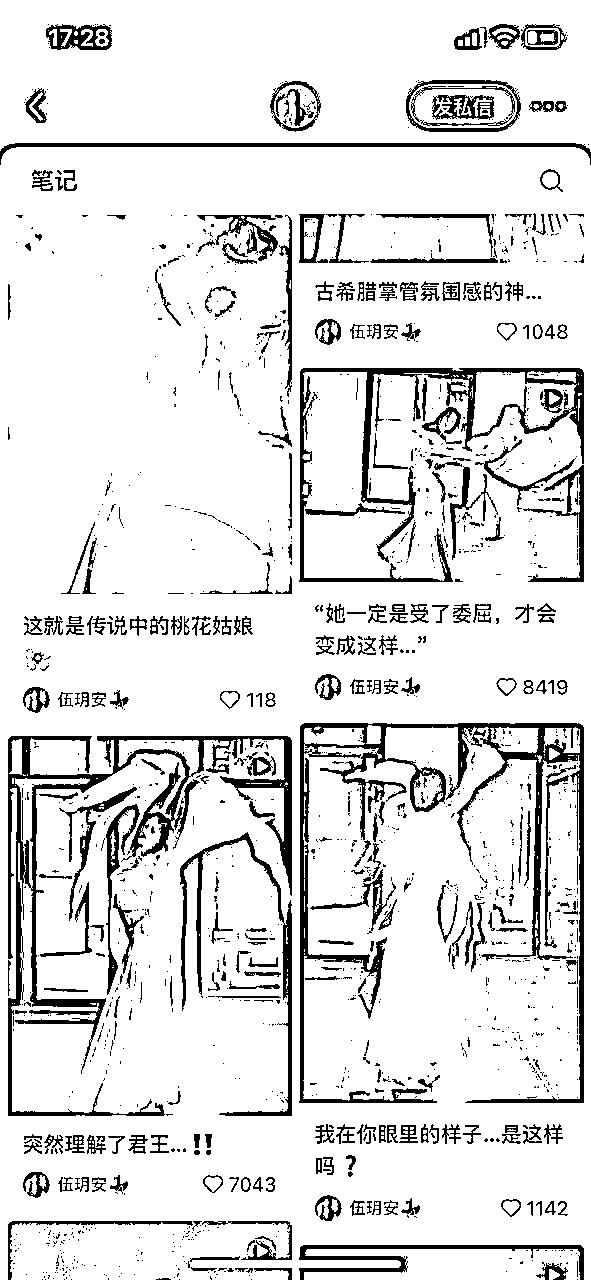 17:28
发私信
笔记
古希腊掌管氛围感的神...
伍玥安
1048
这就是传说中的桃花姑娘
伍玥安
118
“她一定是受了委屈，才会
变成这样...”
伍玥安
8419
突然理解了君王...‼️
伍玥安
7043
我在你眼里的样子...是这样
吗❓
伍玥安
1142